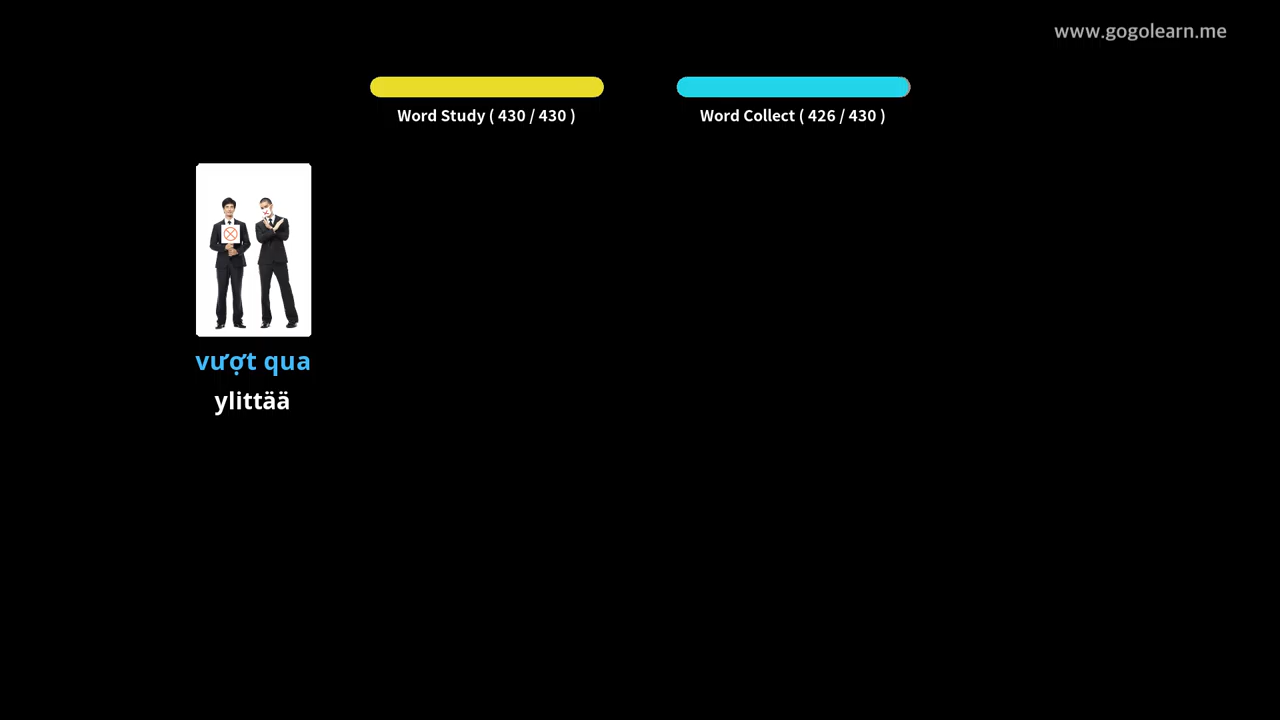 www.gogolearn.me
Word Study ( 430 / 430 )
Word Collect ( 426 / 430 )
vượt qua
ylittää